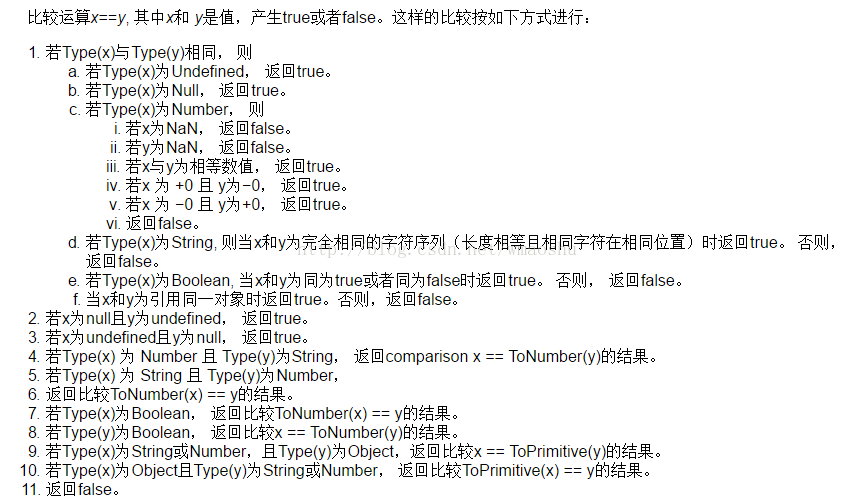 比较运算x==y, 其中x和 y是值，产生true或者false。这样的比较按如下方式进行：
1. 若Type(x)与Type(y)相同， 则
a. 若Type(x)为Undefined， 返回true。
b. 若Type(x)为Null， 返回true。
c. 若Type(x)为Number， 则
i. 若x为NaN， 返回false。
ii. 若y为NaN， 返回false。
iii. 若x与y为相等数值， 返回true。
iv. 若x 为 +0 且 y为−0， 返回true。
v. 若x 为 −0 且 y为+0， 返回true。
vi. 返回false。
d. 若Type(x)为String, 则当x和y为完全相同的字符序列（长度相等且相同字符在相同位置）时返回true。 否则，
返回false。
e. 若Type(x)为Boolean, 当x和y为同为true或者同为false时返回true。 否则， 返回false。
f. 当x和y为引用同一对象时返回true。否则，返回false。
2. 若x为null且y为undefined， 返回true。
3. 若x为undefined且y为null， 返回true。
4. 若Type(x) 为 Number 且 Type(y)为String， 返回comparison x == ToNumber(y)的结果。
5. 若Type(x) 为 String 且 Type(y)为Number，
6. 返回比较ToNumber(x) == y的结果。
7. 若Type(x)为Boolean， 返回比较ToNumber(x) == y的结果。
8. 若Type(y)为Boolean， 返回比较x == ToNumber(y)的结果。
9. 若Type(x)为String或Number，且Type(y)为Object，返回比较x == ToPrimitive(y)的结果。
10. 若Type(x)为Object且Type(y)为String或Number， 返回比较ToPrimitive(x) == y的结果。
11. 返回false。